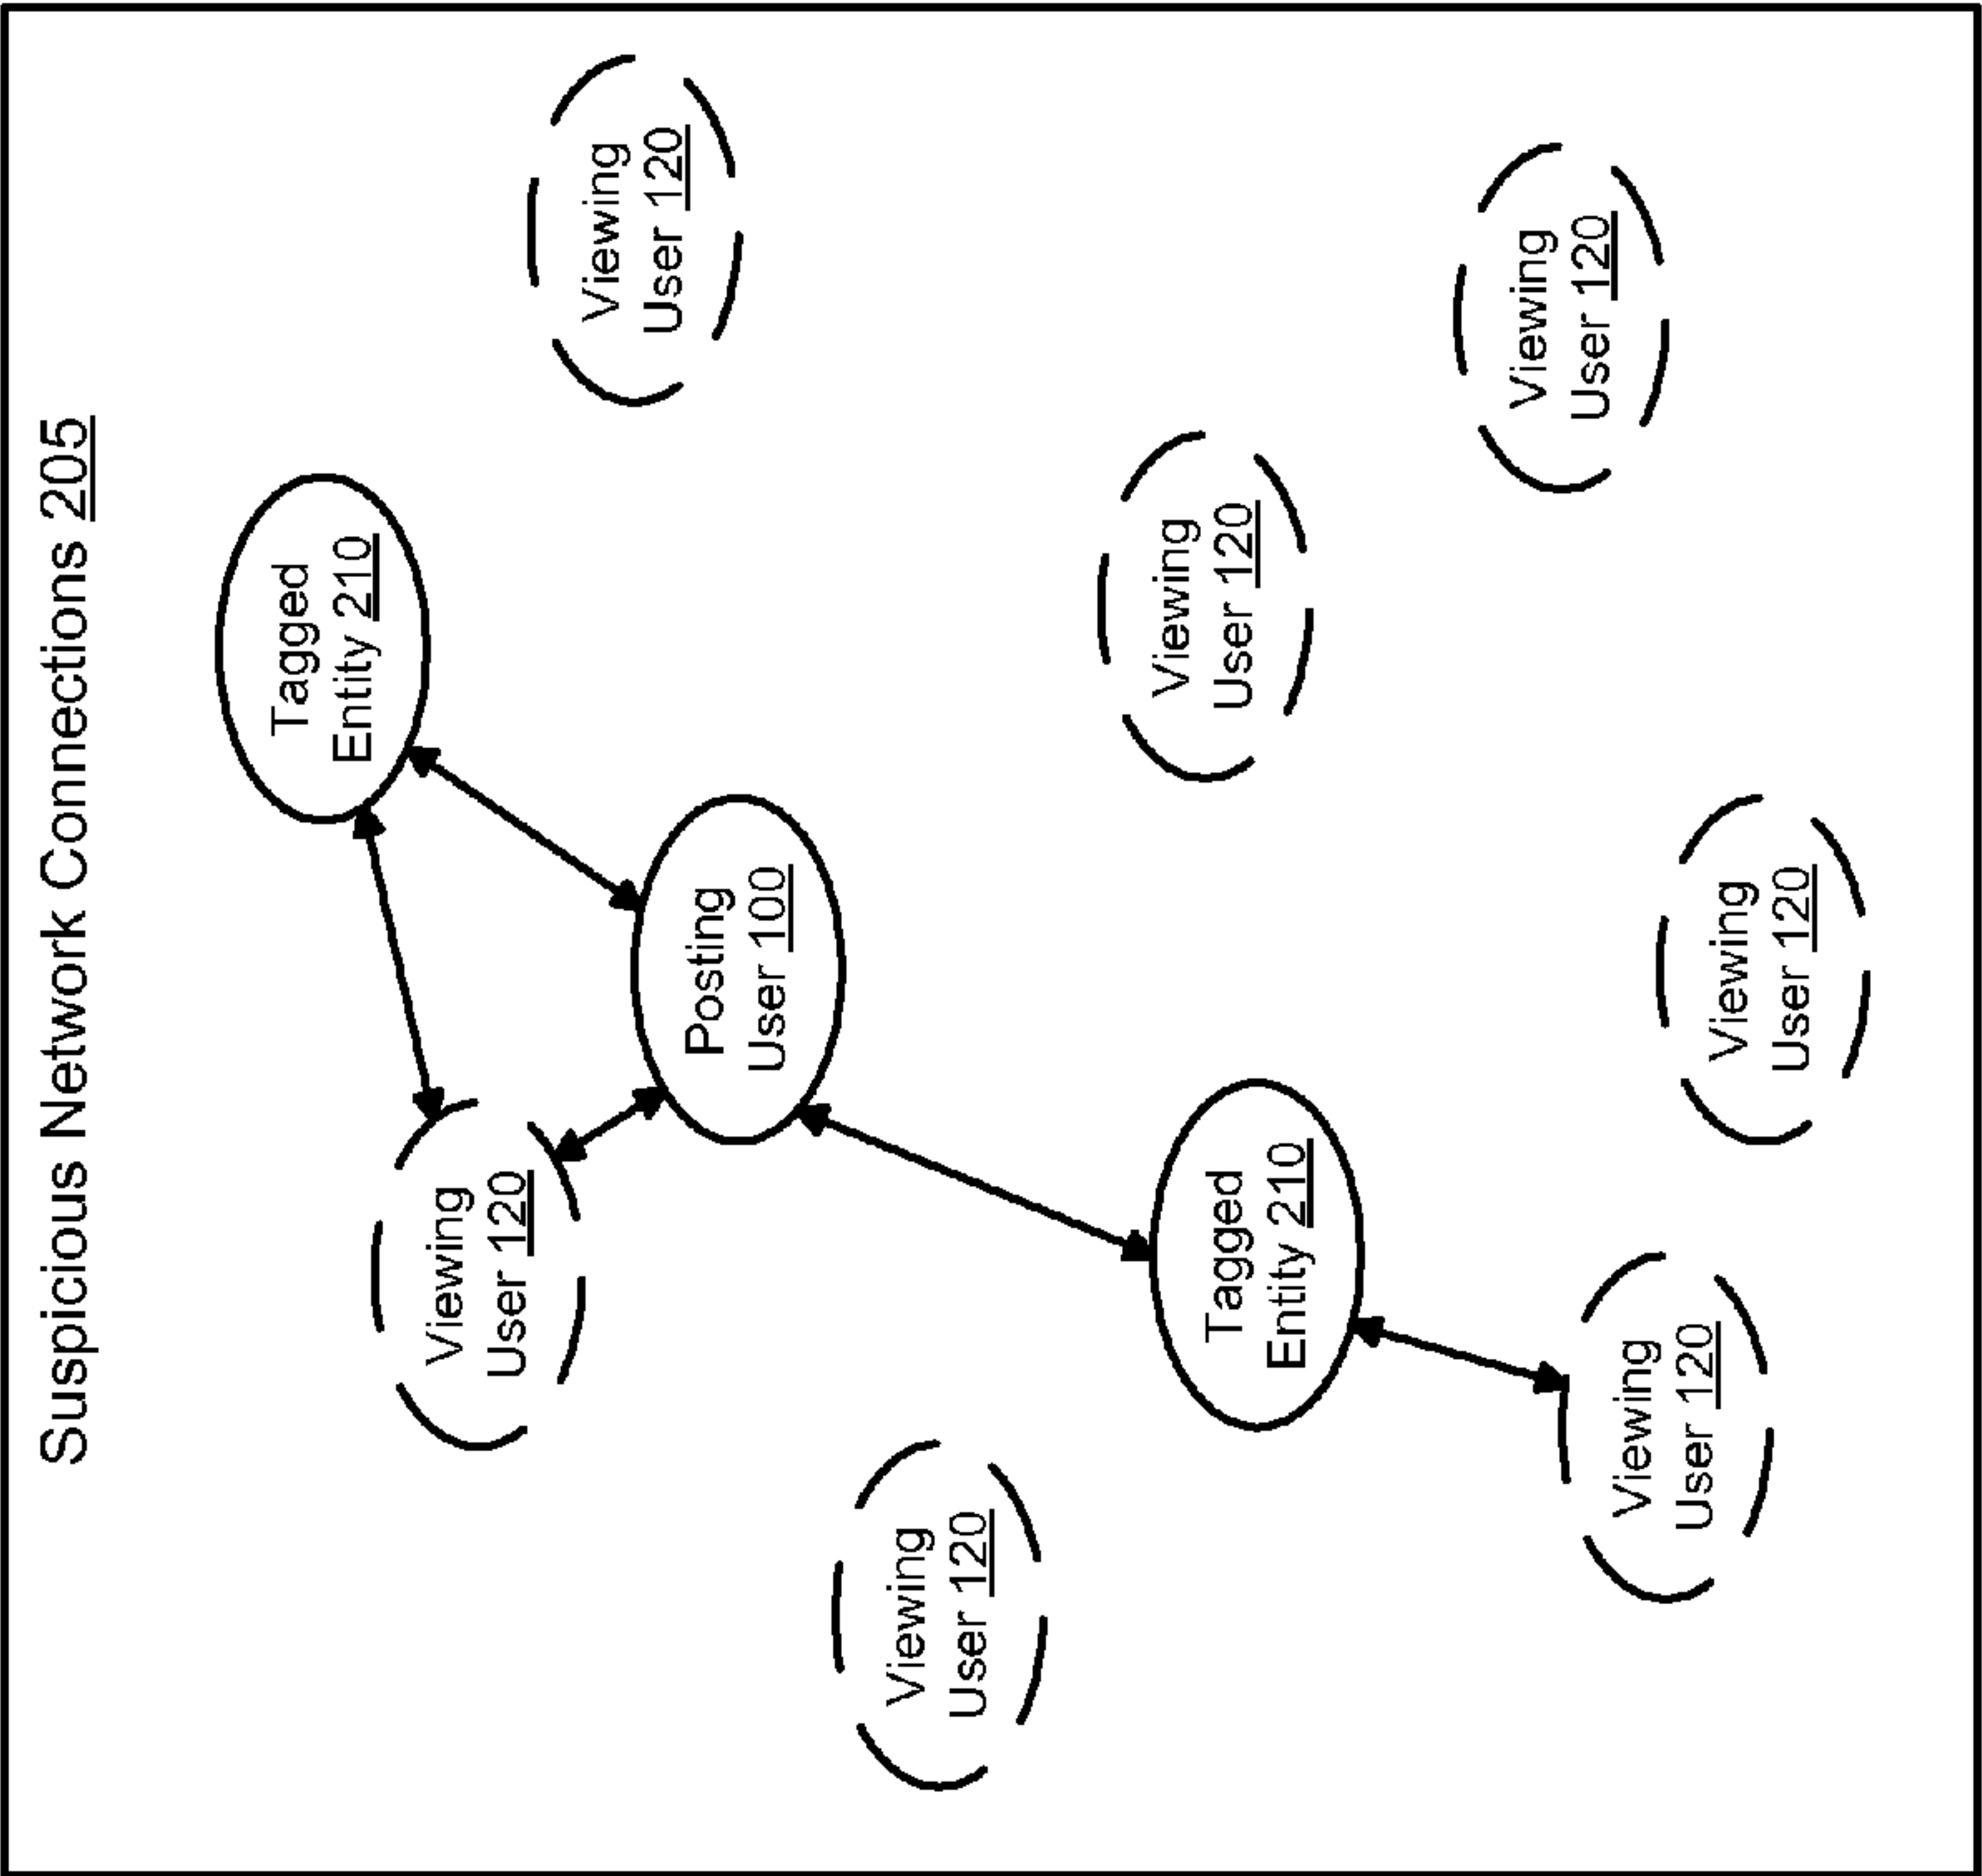 Suspicious Network Connections 205
Tagged
Entity 210
Viewing
User 120
Viewing
User 120
Posting
User 100
Viewing
User 120
Viewing
User 120
Tagged
Entity 210
Viewing
User 120
Viewing
User 120
Viewing
User 120